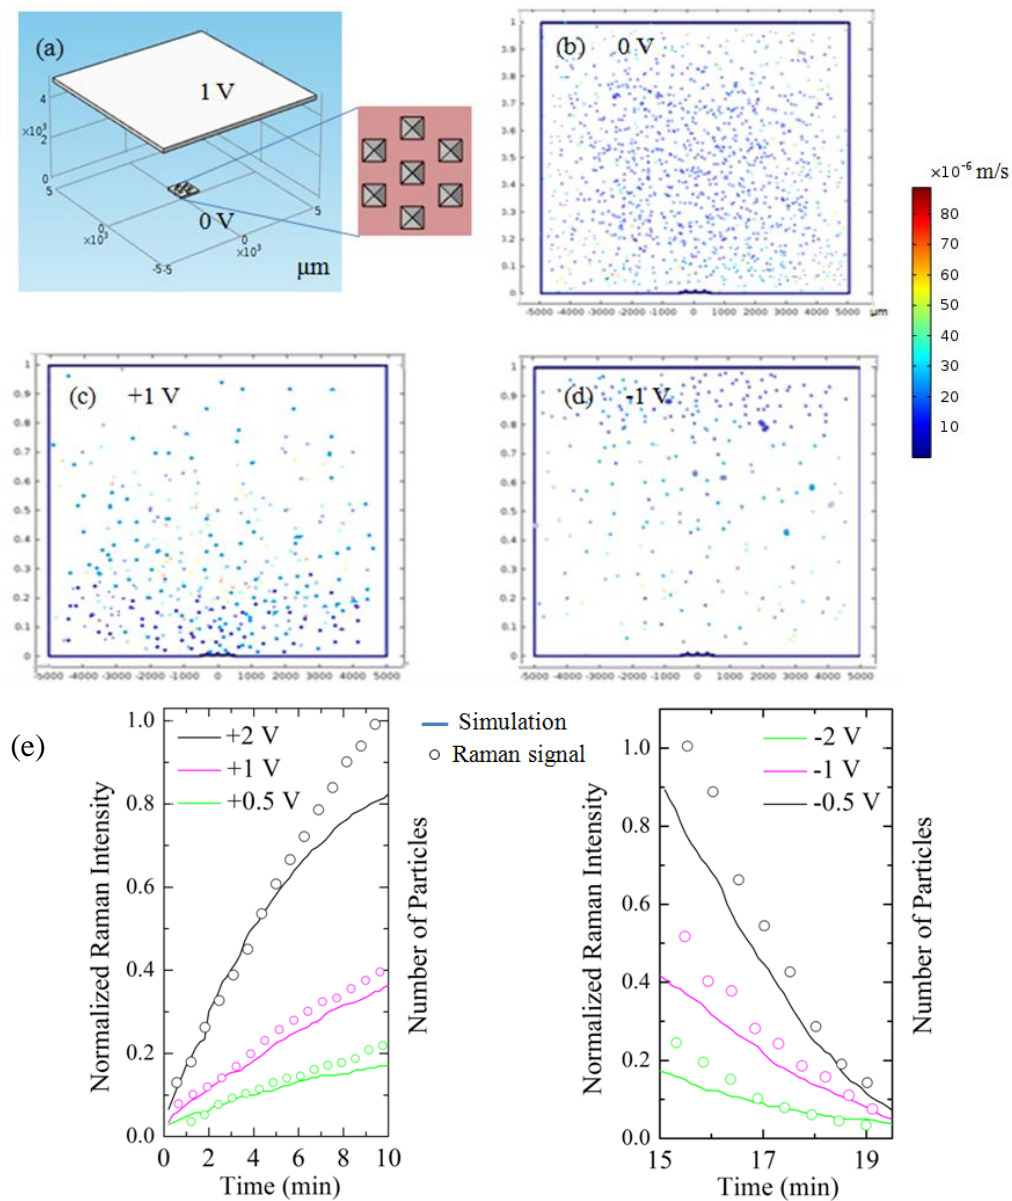 (a)
1 V
4
×10³
2
0
5
0
×10³
-5
-5
0
×10³
5
0 V
μm
(b) 0 V
1
0.9
0.8
0.7
0.6
0.5
0.4
0.3
0.2
0.1
0
-5000 -4000 -3000 -2000 -1000 0 1000 2000 3000 4000 5000 μm
×10⁻⁶ m/s
80
70
60
50
40
30
20
10
(c) +1 V
1
0.9
0.8
0.7
0.6
0.5
0.4
0.3
0.2
0.1
0
-5000 -4000 -3000 -2000 -1000 0 1000 2000 3000 4000 5000
(d) -1 V
1
0.9
0.8
0.7
0.6
0.5
0.4
0.3
0.2
0.1
0
-5000 -4000 -3000 -2000 -1000 0 1000 2000 3000 4000 5000
(e)
Normalized Raman Intensity
1.0
0.8
0.6
0.4
0.2
0.0
+2 V
+1 V
+0.5 V
0 2 4 6 8 10
Time (min)
Number of Particles
Simulation
Raman signal
Normalized Raman Intensity
1.0
0.8
0.6
0.4
0.2
0.0
-2 V
-1 V
-0.5 V
15 17 19
Time (min)
Number of Particles